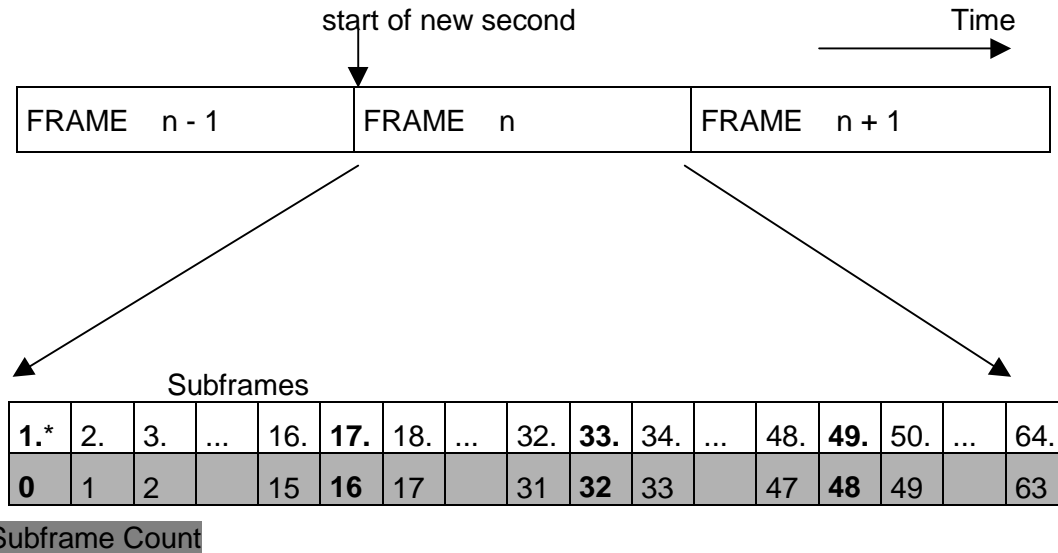 start of new second Time
FRAME n - 1 FRAME n FRAME n + 1
Subframes
1.* 2. 3. ... 16. 17. 18. ... 32. 33. 34. ... 48. 49. 50. ... 64.
0 1 2 15 16 17 31 32 33 47 48 49 63
Subframe Count